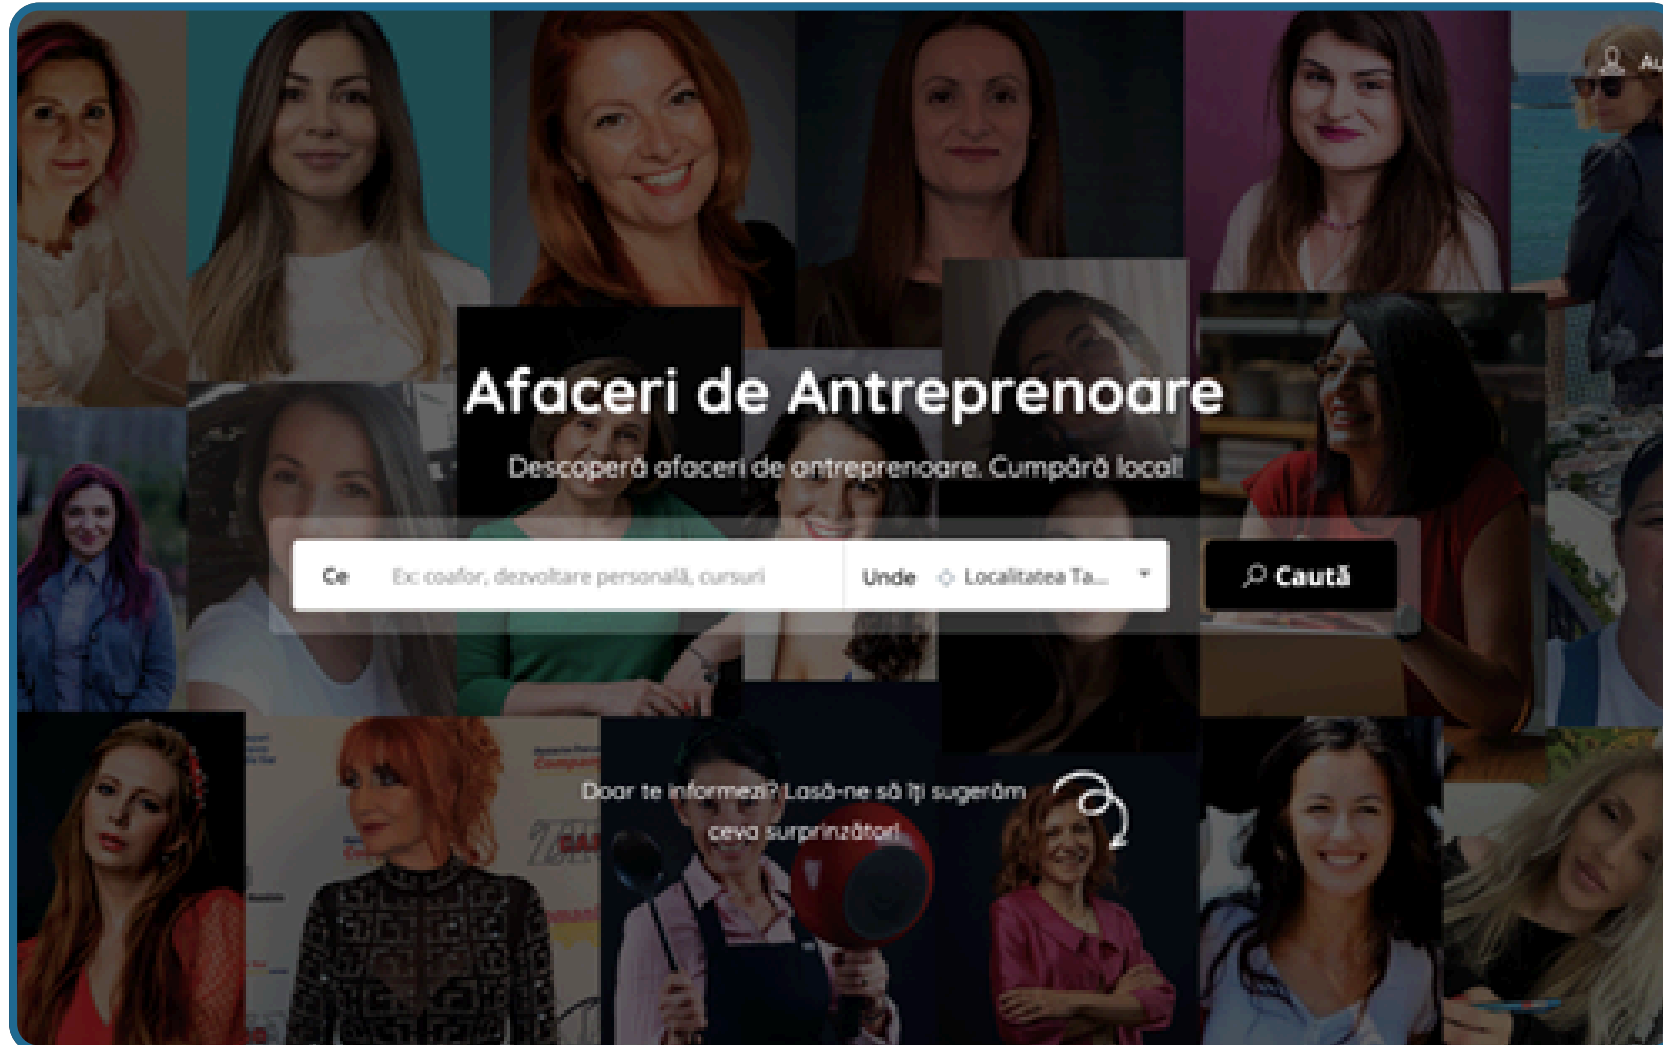 Au
Afaceri de Antreprenoare
Descoperă afaceri de antreprenoare. Cumpără local!
Ce Ex: coafor, dezvoltare personală, cursuri Unde Localitatea Ta... Caută
Doar te informezi? Lasă-ne să îți sugerăm
ceva surprinzător!